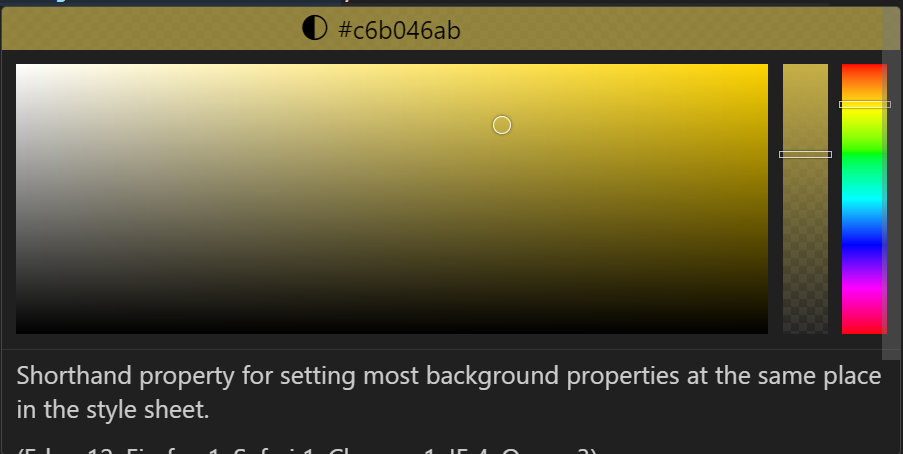 #c6b046ab
Shorthand property for setting most background properties at the same place
in the style sheet.